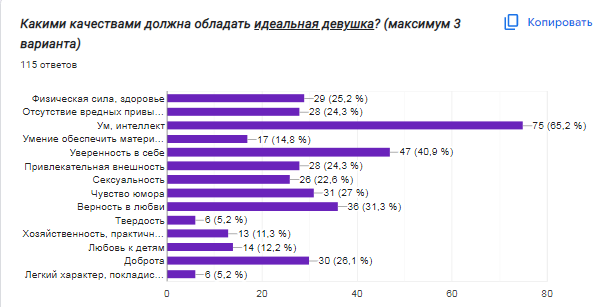 Какими качествами должна обладать идеальная девушка? (максимум 3
варианта)
Копировать
115 ответов
Физическая сила, здоровье 29 (25,2 %)
Отсутствие вредных привы... 28 (24,3 %)
Ум, интеллект 75 (65,2 %)
Умение обеспечить матери... 17 (14,8 %)
Уверенность в себе 47 (40,9 %)
Привлекательная внешность 28 (24,3 %)
Сексуальность 26 (22,6 %)
Чувство юмора 31 (27 %)
Верность в любви 36 (31,3 %)
Твердость 6 (5,2 %)
Хозяйственность, практичн... 13 (11,3 %)
Любовь к детям 14 (12,2 %)
Доброта 30 (26,1 %)
Легкий характер, покладис... 6 (5,2 %)
0 20 40 60 80